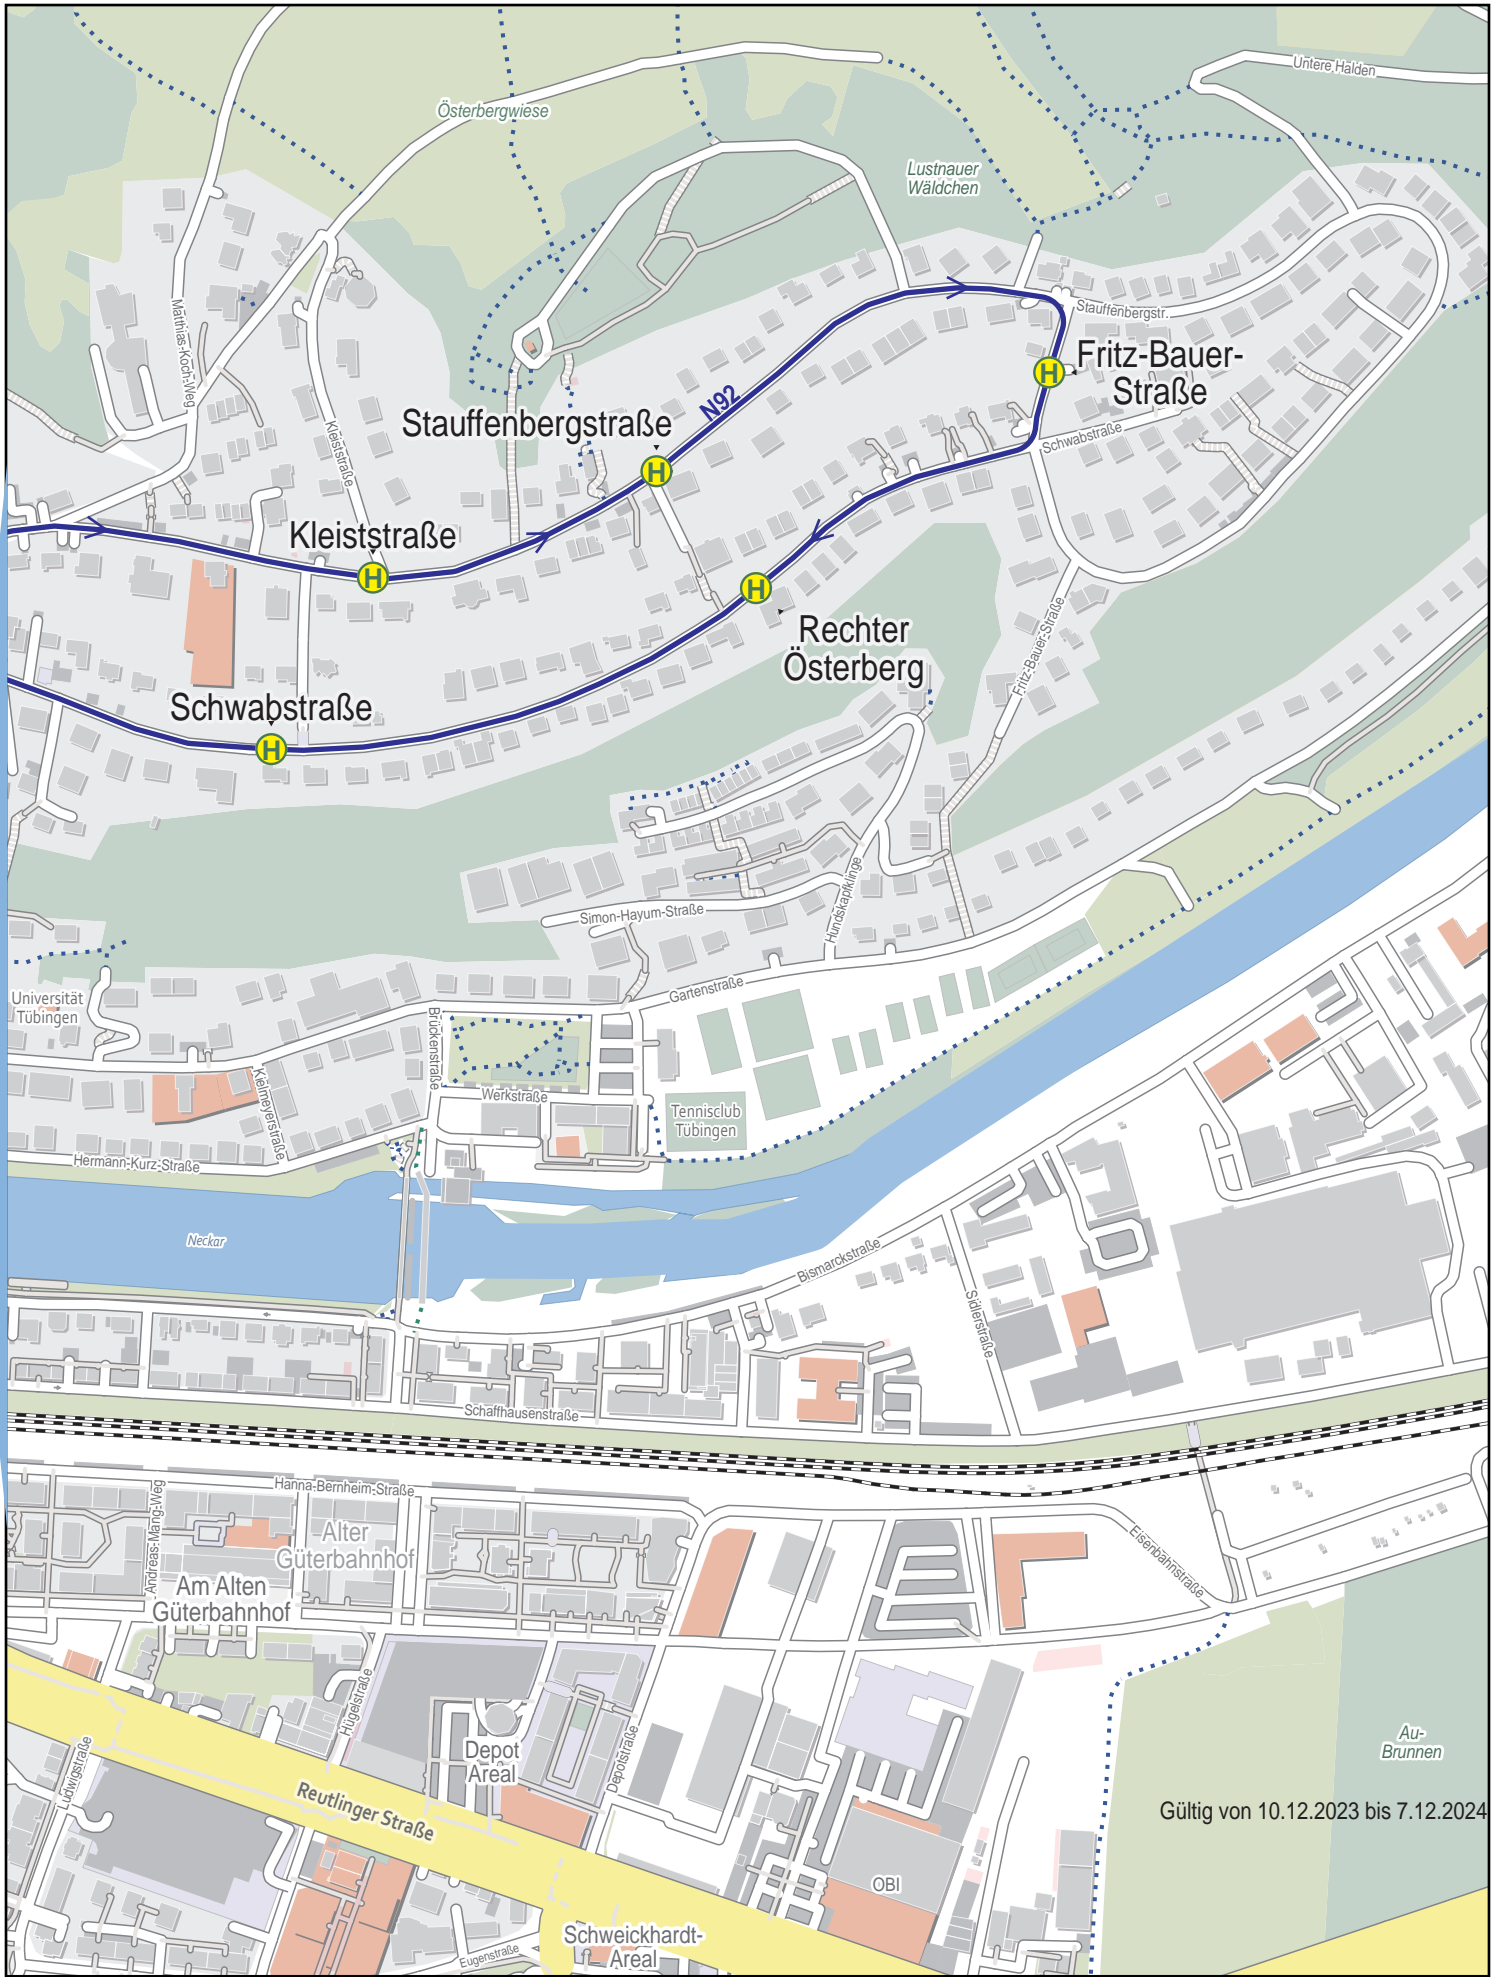 Untere Halden
Österbergwiese
Lustnauer
Wäldchen
Matthias-Koch-Weg
Stauffenbergstr.
Fritz-Bauer-
Straße
N92
Stauffenbergstraße
Kleiststraße
Schwabstraße
H
H
Kleiststraße
H
H
Rechter
Österberg
Fritz-Bauer-Straße
Schwabstraße
H
Hundskapfklinge
Simon-Hayum-Straße
Gartenstraße
Universität
Tübingen
Brückenstraße
Kielmeyerstraße
Werkstraße
Tennisclub
Tübingen
Hermann-Kurz-Straße
Neckar
Bismarckstraße
Sidlerstraße
Schaffhausenstraße
Hanna-Bernheim-Straße
Andreas-Mang-Weg
Alter
Güterbahnhof
Eisenbahnstraße
Am Alten
Güterbahnhof
Hügelstraße
Depotstraße
Depot
Areal
Ludwigstraße
Au-
Brunnen
Reutlinger Straße
Gültig von 10.12.2023 bis 7.12.2024
OBI
Schweickhardt-
Areal
Eugenstraße